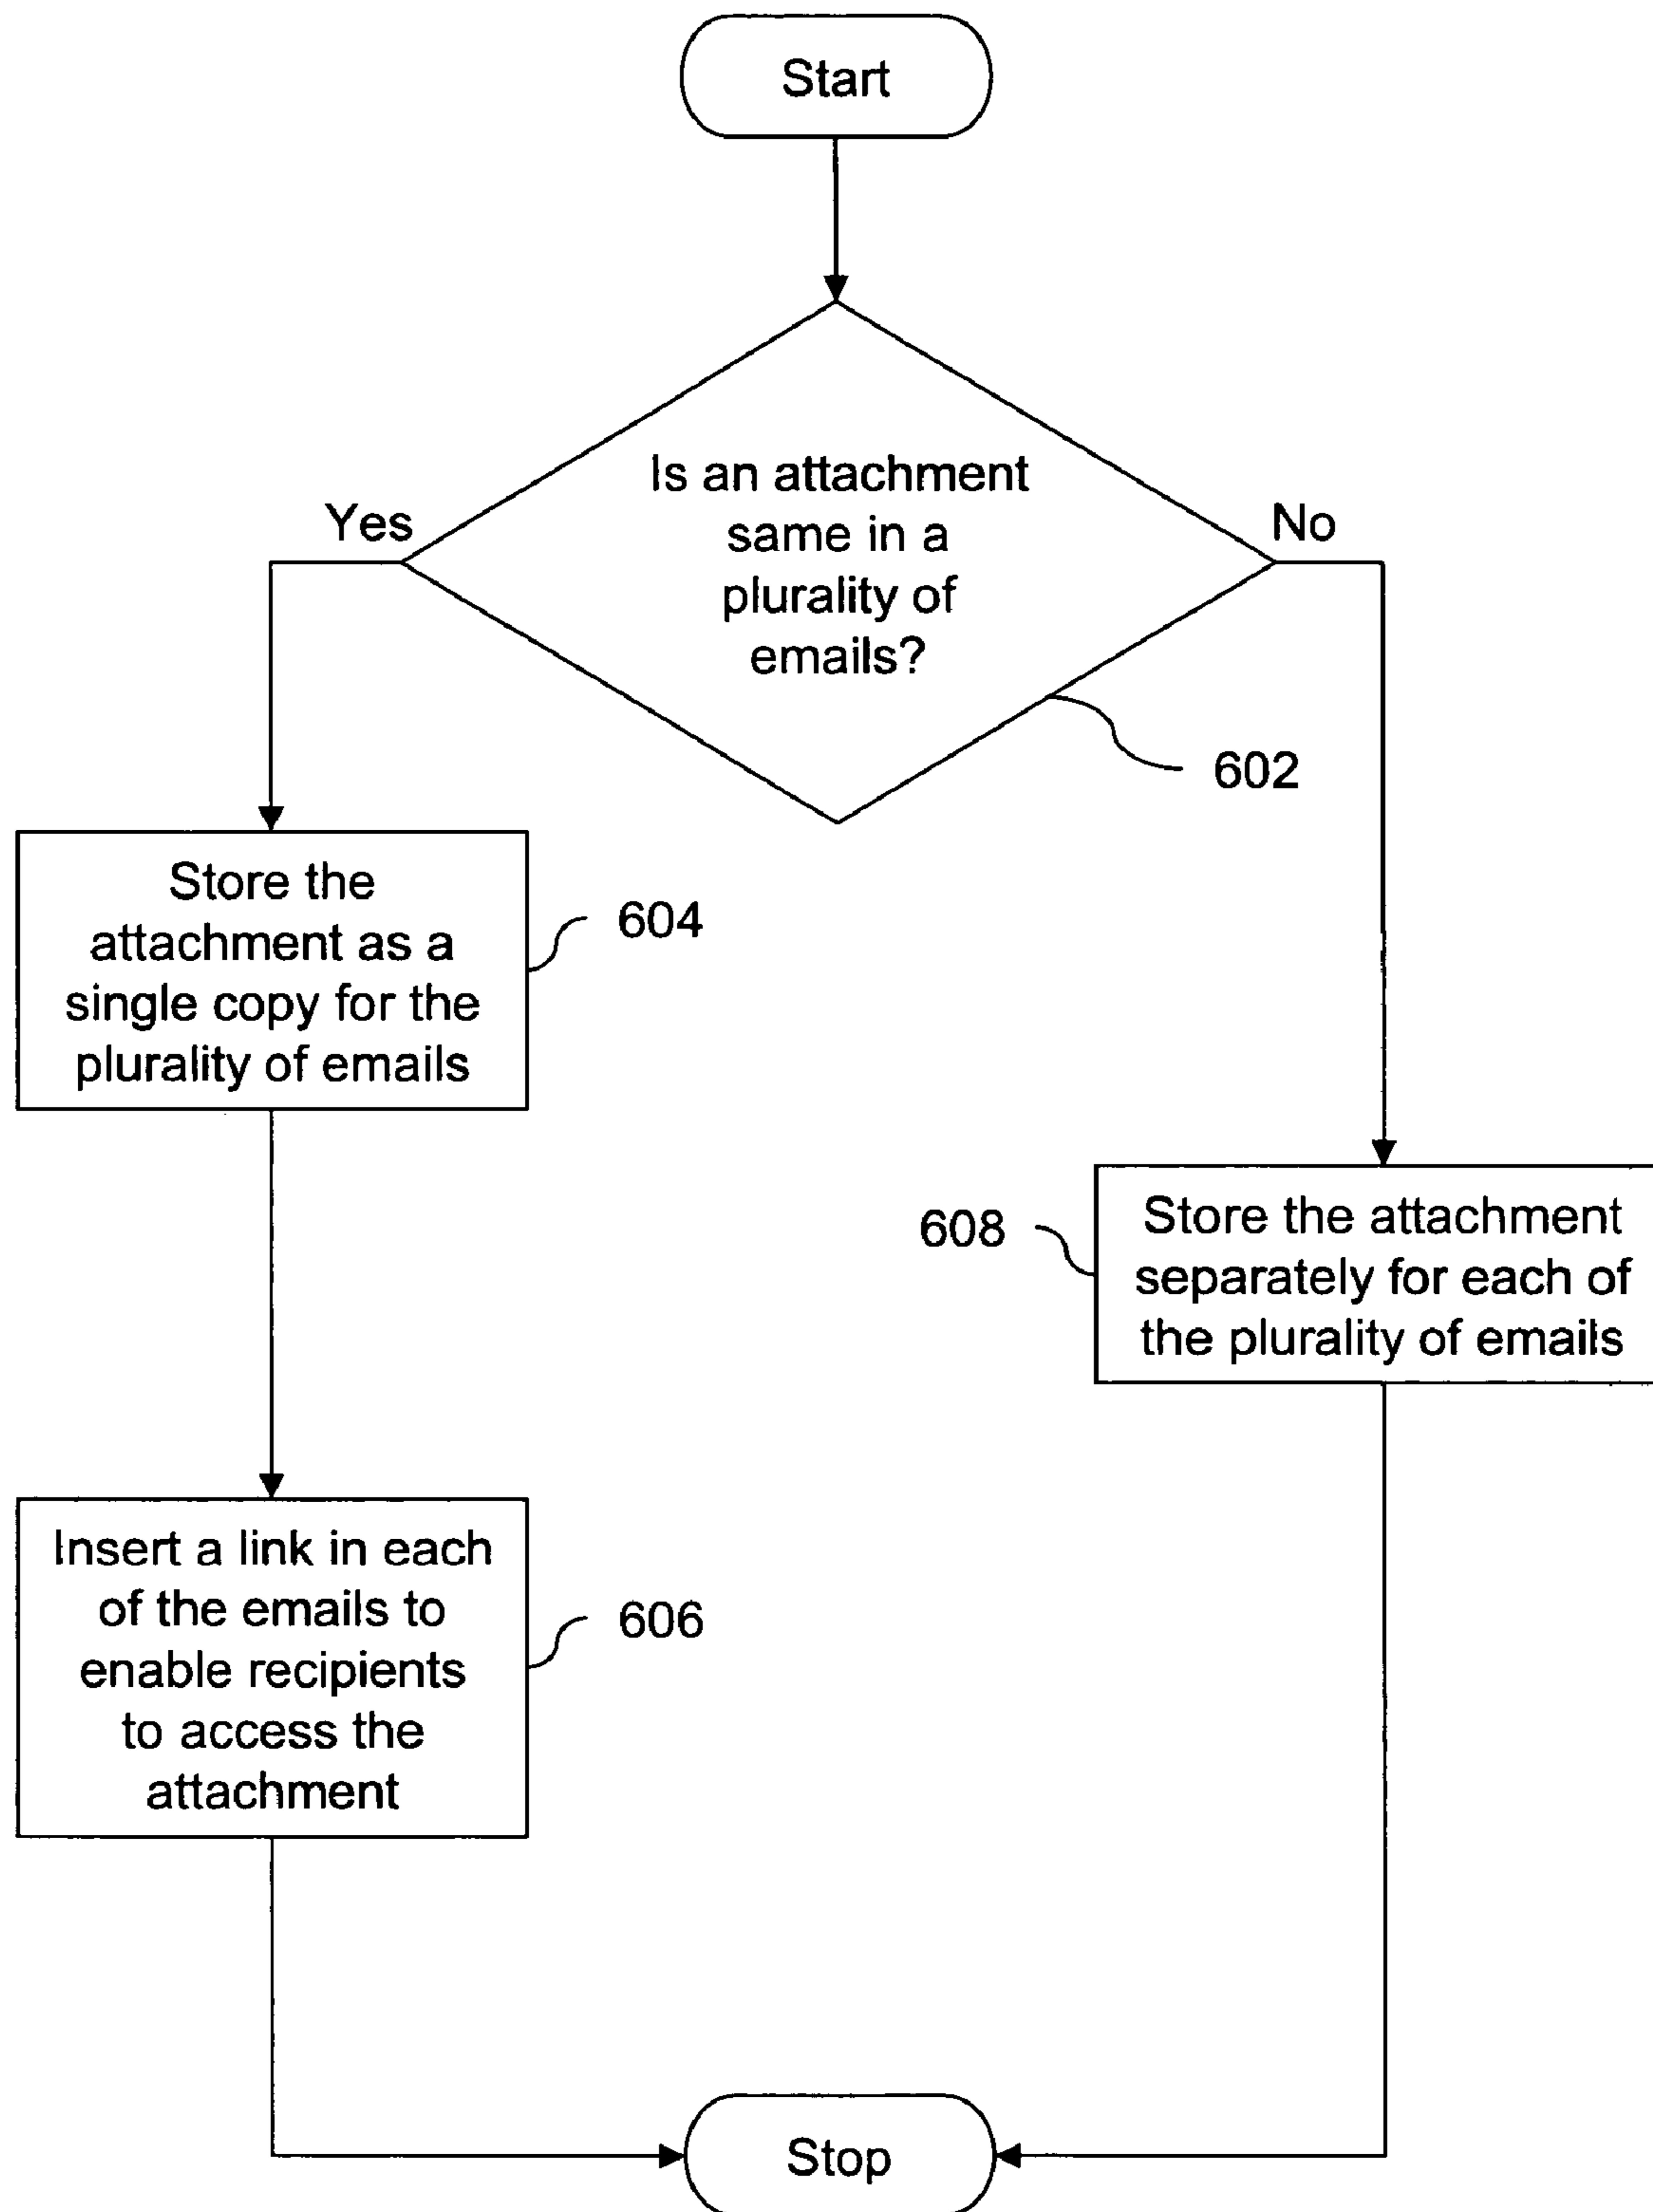 Start
Is an attachment
same in a
plurality of
emails?
Yes
No
602
Store the
attachment as a
single copy for the
plurality of emails
604
608
Store the attachment
separately for each of
the plurality of emails
Insert a link in each
of the emails to
enable recipients
to access the
attachment
606
Stop